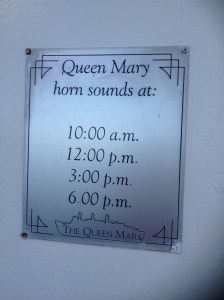 Queen Mary
horn sounds at:
10:00 a.m.
12:00 p.m.
3:00 p.m.
6:00 p.m.
THE QUEEN MARY